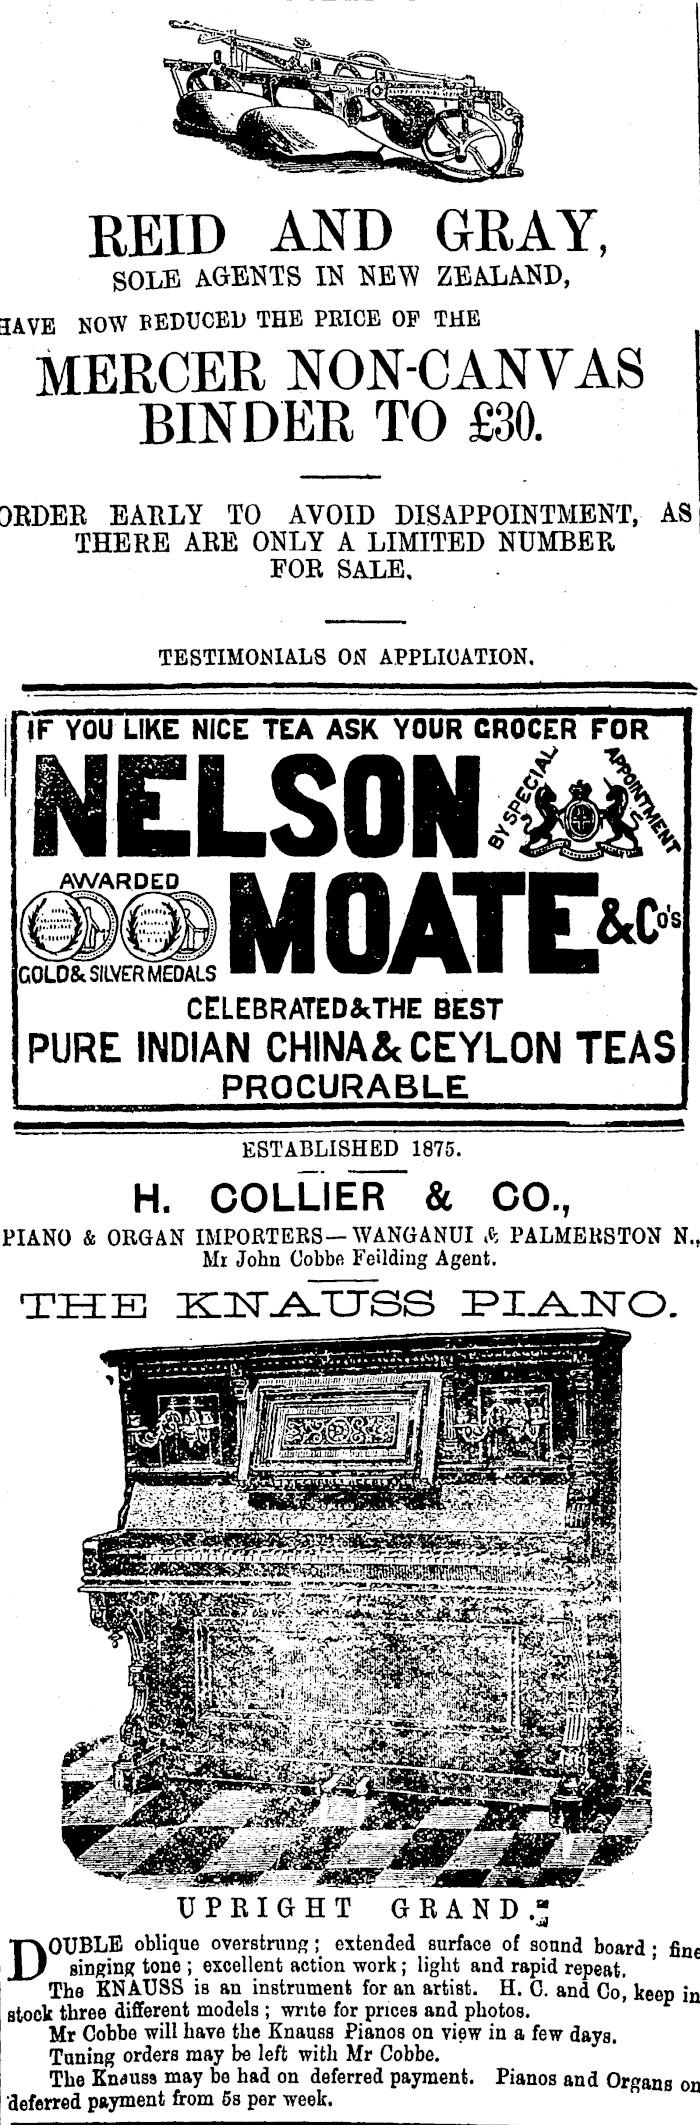 REID AND GRAY,
SOLE AGENTS IN NEW ZEALAND,
HAVE NOW REDUCED THE PRICE OF THE
MERCER NON-CANVAS
BINDER TO £30.
ORDER EARLY TO AVOID DISAPPOINTMENT, AS
THERE ARE ONLY A LIMITED NUMBER
FOR SALE.
TESTIMONIALS ON APPLICATION.
IF YOU LIKE NICE TEA ASK YOUR GROCER FOR
NELSON
BY SPECIAL APPOINTMENT
AWARDED
GOLD & SILVER MEDALS
MOATE & Co's
CELEBRATED & THE BEST
PURE INDIAN CHINA & CEYLON TEAS
PROCURABLE
ESTABLISHED 1875.
H. COLLIER & CO.,
PIANO & ORGAN IMPORTERS—WANGANUI & PALMERSTON N.,
Mr John Cobbe Feilding Agent.
THE KNAUSS PIANO.
UPRIGHT GRAND.
DOUBLE oblique overstrung; extended surface of sound board; fine
singing tone; excellent action work; light and rapid repeat.
The KNAUSS is an instrument for an artist. H. C. and Co, keep in
stock three different models; write for prices and photos.
Mr Cobbe will have the Knauss Pianos on view in a few days.
Tuning orders may be left with Mr Cobbe.
The Knauss may be had on deferred payment. Pianos and Organs on
deferred payment from 5s per week.